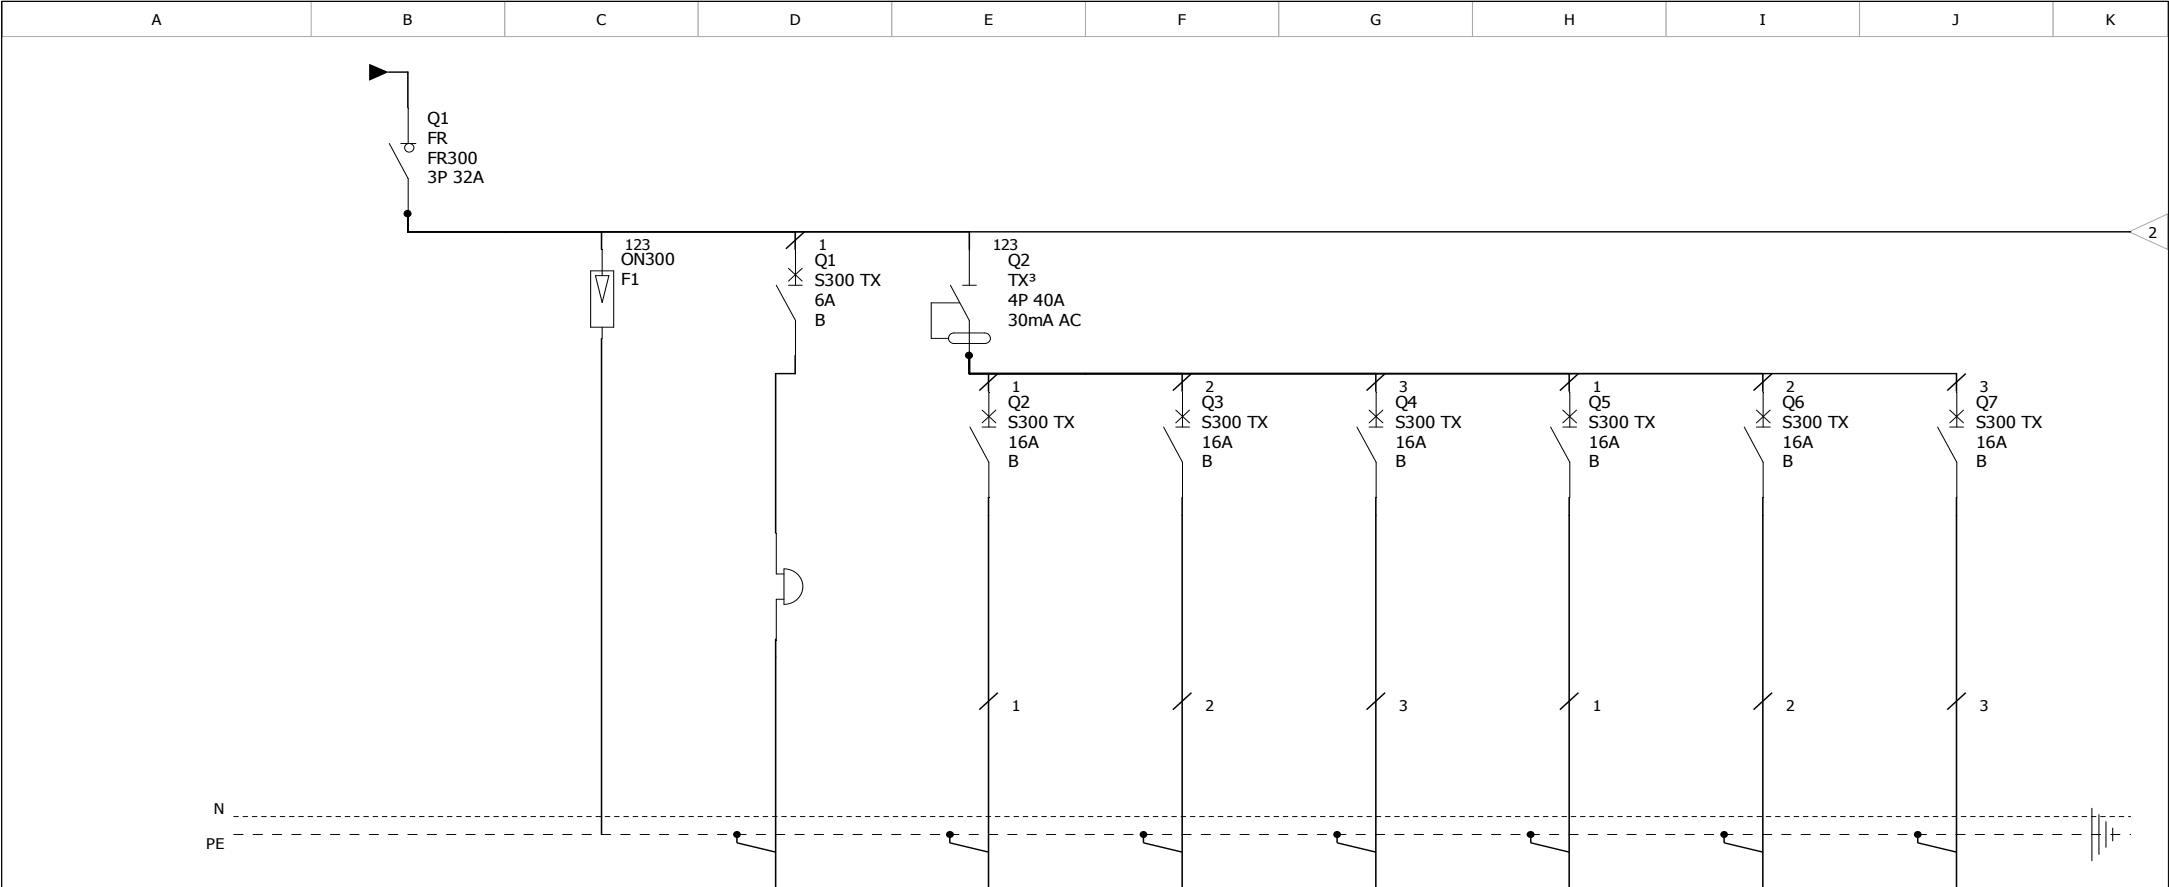 A B C D E F G H I J K
Q1
FR
FR300
3P 32A
2
123
ON300
F1
1
Q1
S300 TX
6A
B
123
Q2
TX³
4P 40A
30mA AC
1
Q2
S300 TX
16A
B
2
Q3
S300 TX
16A
B
3
Q4
S300 TX
16A
B
1
Q5
S300 TX
16A
B
2
Q6
S300 TX
16A
B
3
Q7
S300 TX
16A
B
1 2 3 1 2 3
N
PE